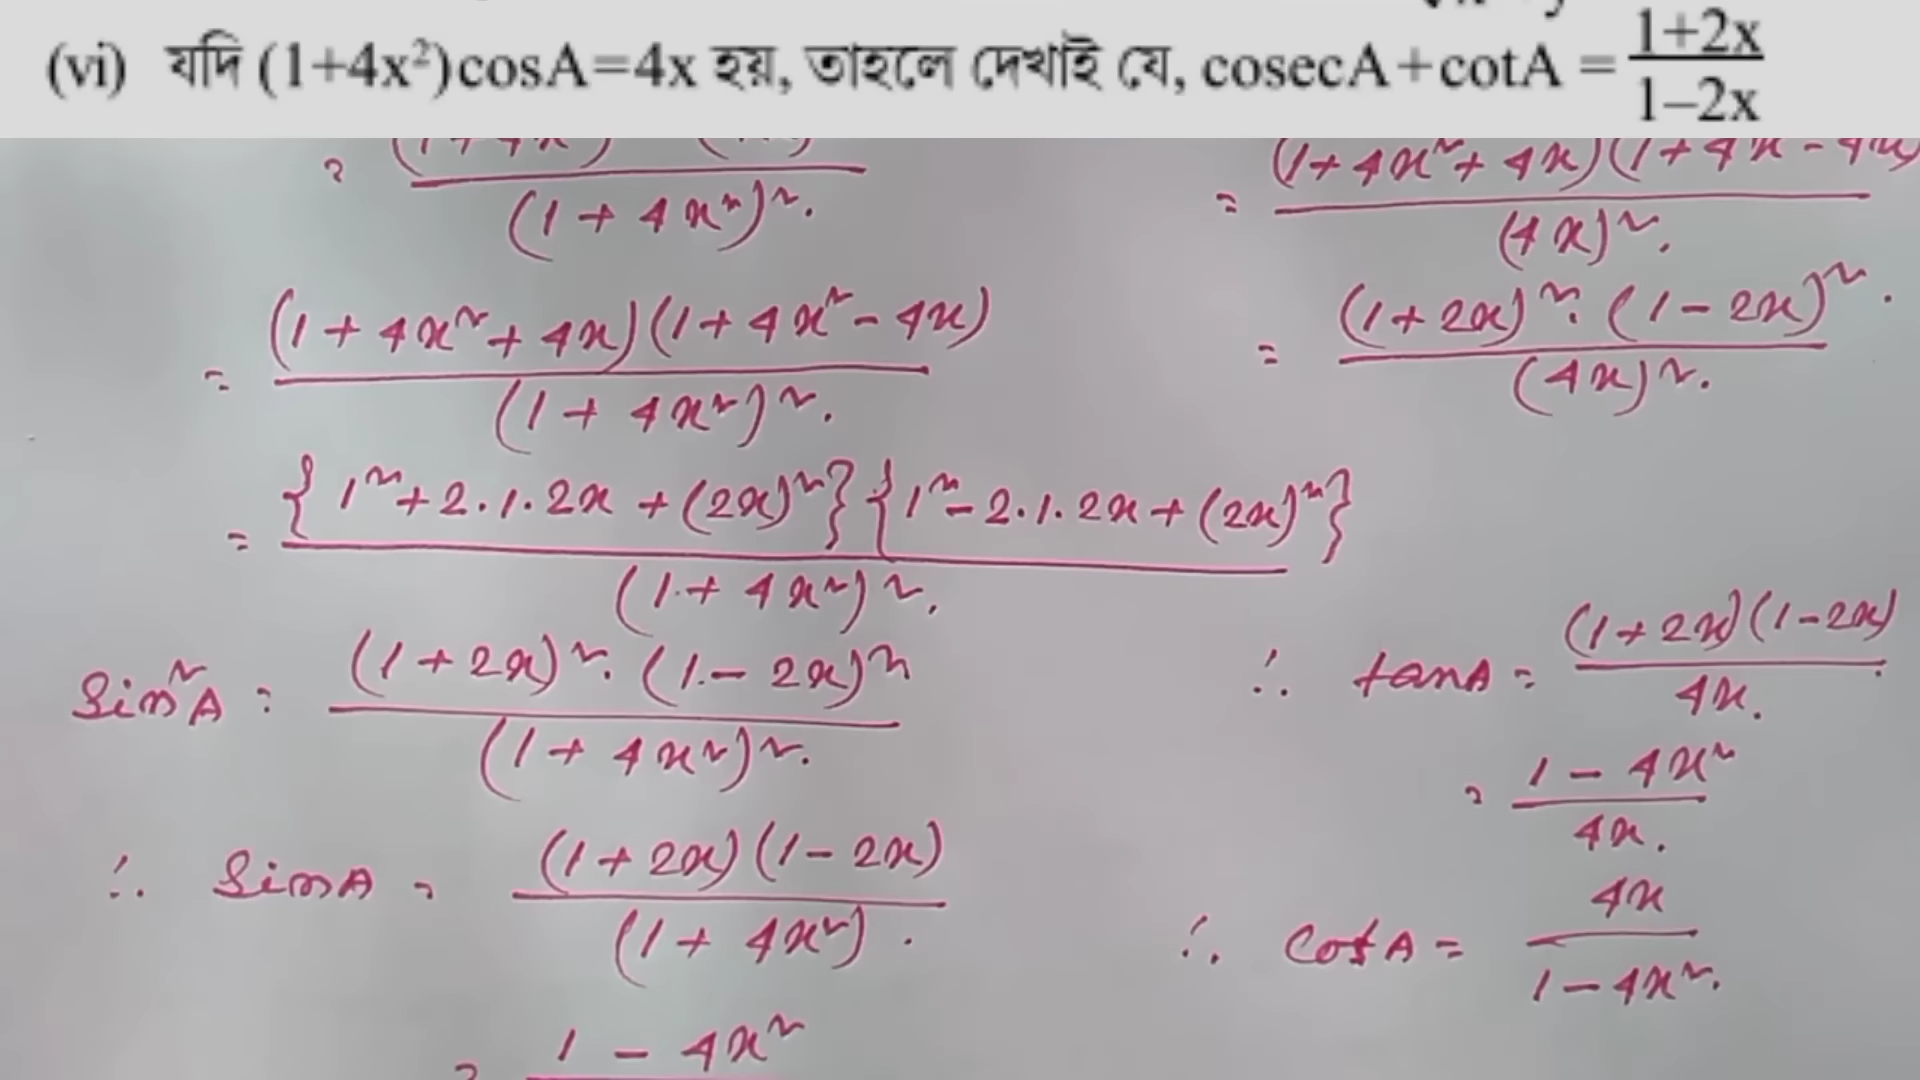 (vi) যদি (1+4x²)cosA=4x হয়, তাহলে দেখাই যে, cosecA+cotA = (1+2x)/(1–2x)
(1+4x²)²
= (1+4x²+4x)(1+4x²-4x) / (1+4x²)²
= {1²+2.1.2x+(2x)²}{1²-2.1.2x+(2x)²} / (1+4x²)²
Sin²A = (1+2x)².(1-2x)² / (1+4x²)²
∴ SinA = (1+2x)(1-2x) / (1+4x²)
= 1-4x²
= (1+4x²+4x)(1+4x²-4x) / (4x)²
= (1+2x)².(1-2x)² / (4x)²
∴ tanA = (1+2x)(1-2x) / 4x
= 1-4x² / 4x
∴ CotA = 4x / 1-4x²